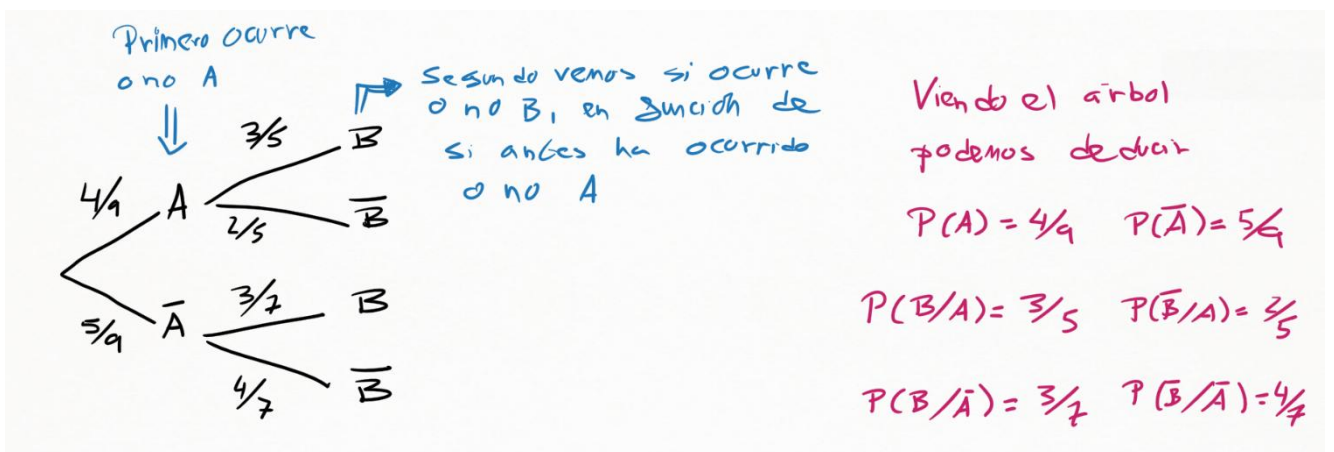 Primero ocurre
o no A
Segundo vemos si ocurre
o no B, en función de
si antes ha ocurrido
o no A
4/9 A 3/5 B
2/5 B̅
5/9 A̅ 3/7 B
4/7 B̅
Viendo el árbol
podemos deducir
P(A) = 4/9 P(A̅) = 5/9
P(B/A) = 3/5 P(B̅/A) = 2/5
P(B/A̅) = 3/7 P(B̅/A̅) = 4/7